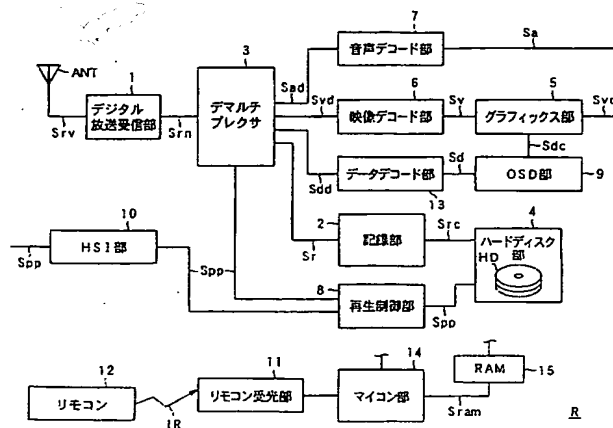 7
音声デコード部
Sa
3
デマルチ
プレクサ
Sad
ANT
1
デジタル
放送受信部
Srv
Srn
Svd
6
映像デコード部
Sv
5
グラフィックス部
Svo
Sdc
Sdd
データデコード部
13
Sd
OSD部
9
10
HSI部
Spp
Spp
2
記録部
Sr
Src
4
ハードディスク
部
HD
8
再生制御部
Spp
12
リモコン
IR
11
リモコン受光部
14
マイコン部
Sram
RAM
15
R